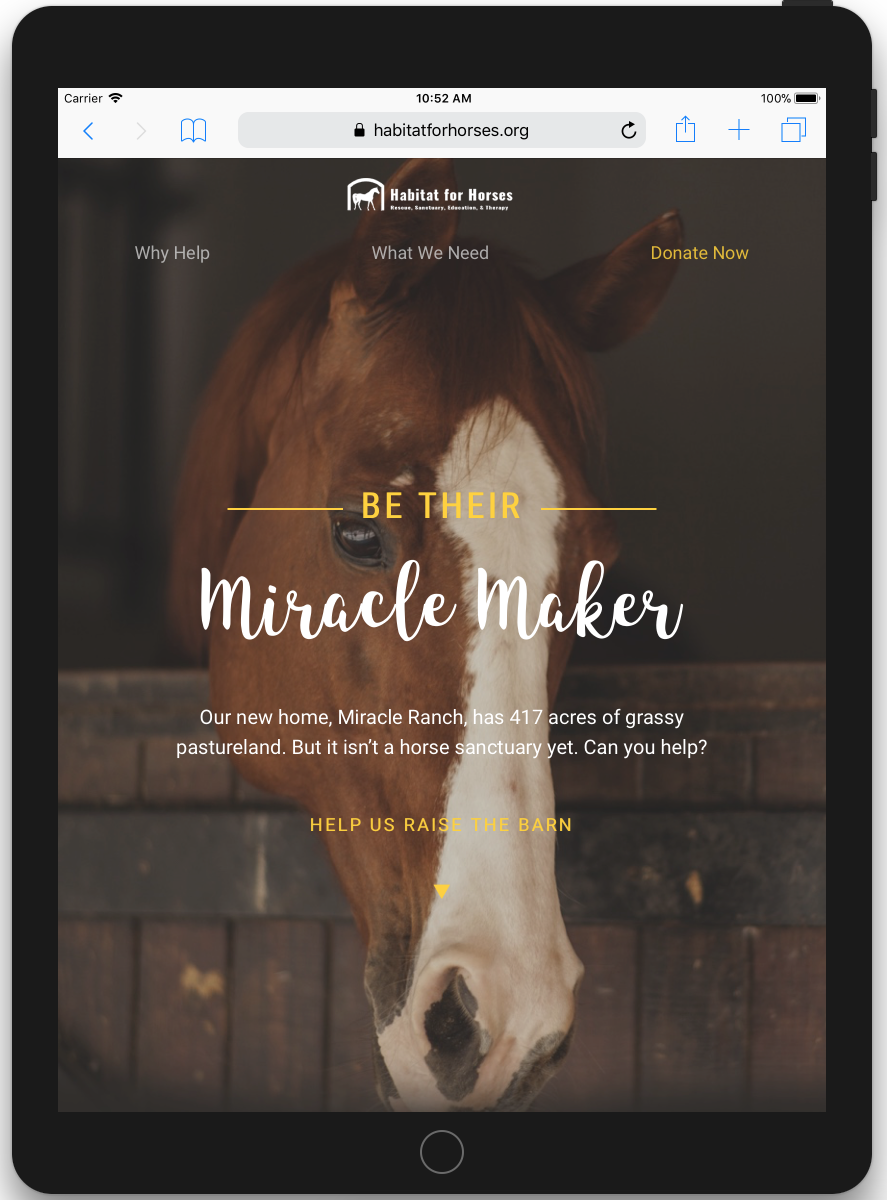 Carrier 10:52 AM 100%
habitatforhorses.org
Habitat for Horses
Rescue, Sanctuary, Education, & Therapy
Why Help What We Need Donate Now
BE THEIR
Miracle Maker
Our new home, Miracle Ranch, has 417 acres of grassy
pastureland. But it isn’t a horse sanctuary yet. Can you help?
HELP US RAISE THE BARN